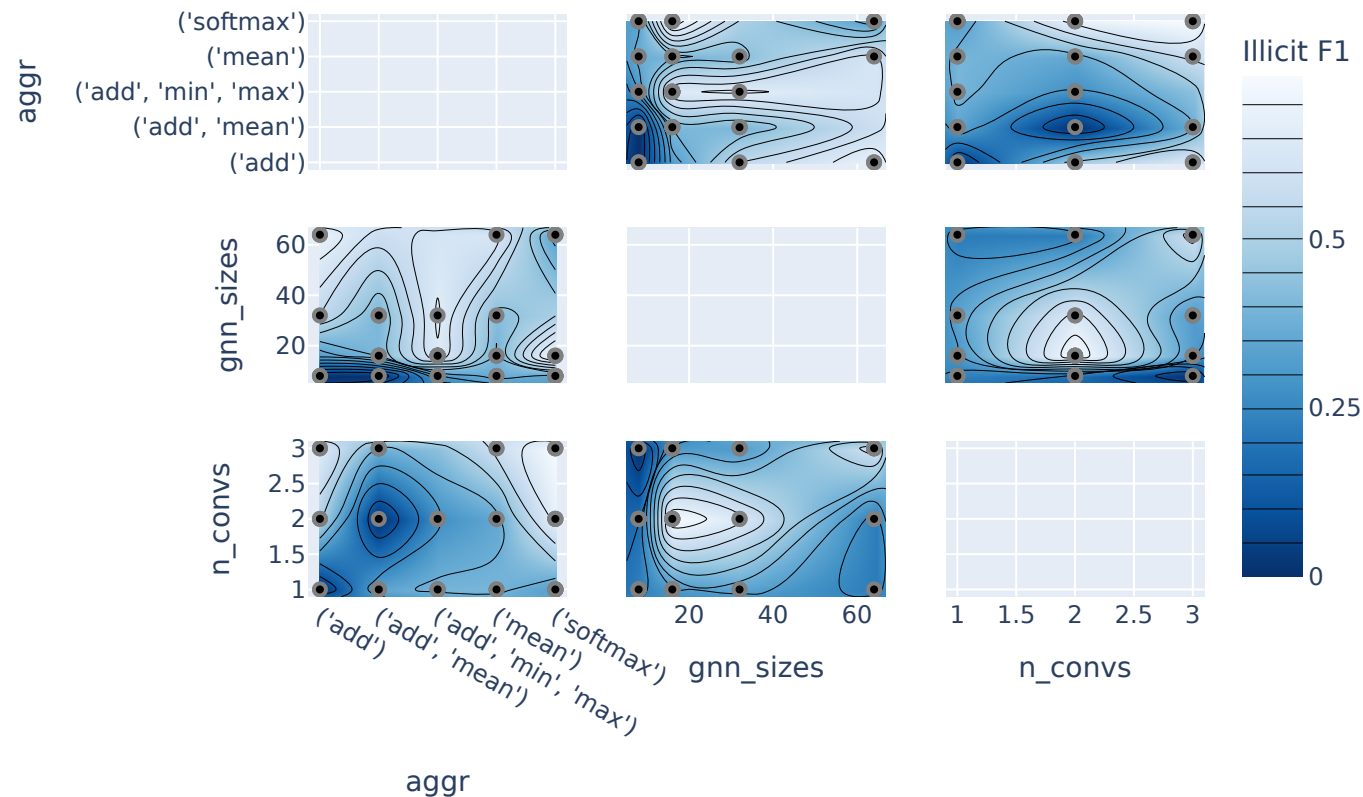 ('softmax')
('mean')
('add', 'min', 'max')
('add', 'mean')
('add')
aggr
Illicit F1
0.5
0.25
0
60
40
20
gnn_sizes
3
2.5
2
1.5
1
n_convs
('add')
('add', 'mean')
('add', 'min', 'max')
('mean')
('softmax')
aggr
20 40 60
gnn_sizes
1 1.5 2 2.5 3
n_convs